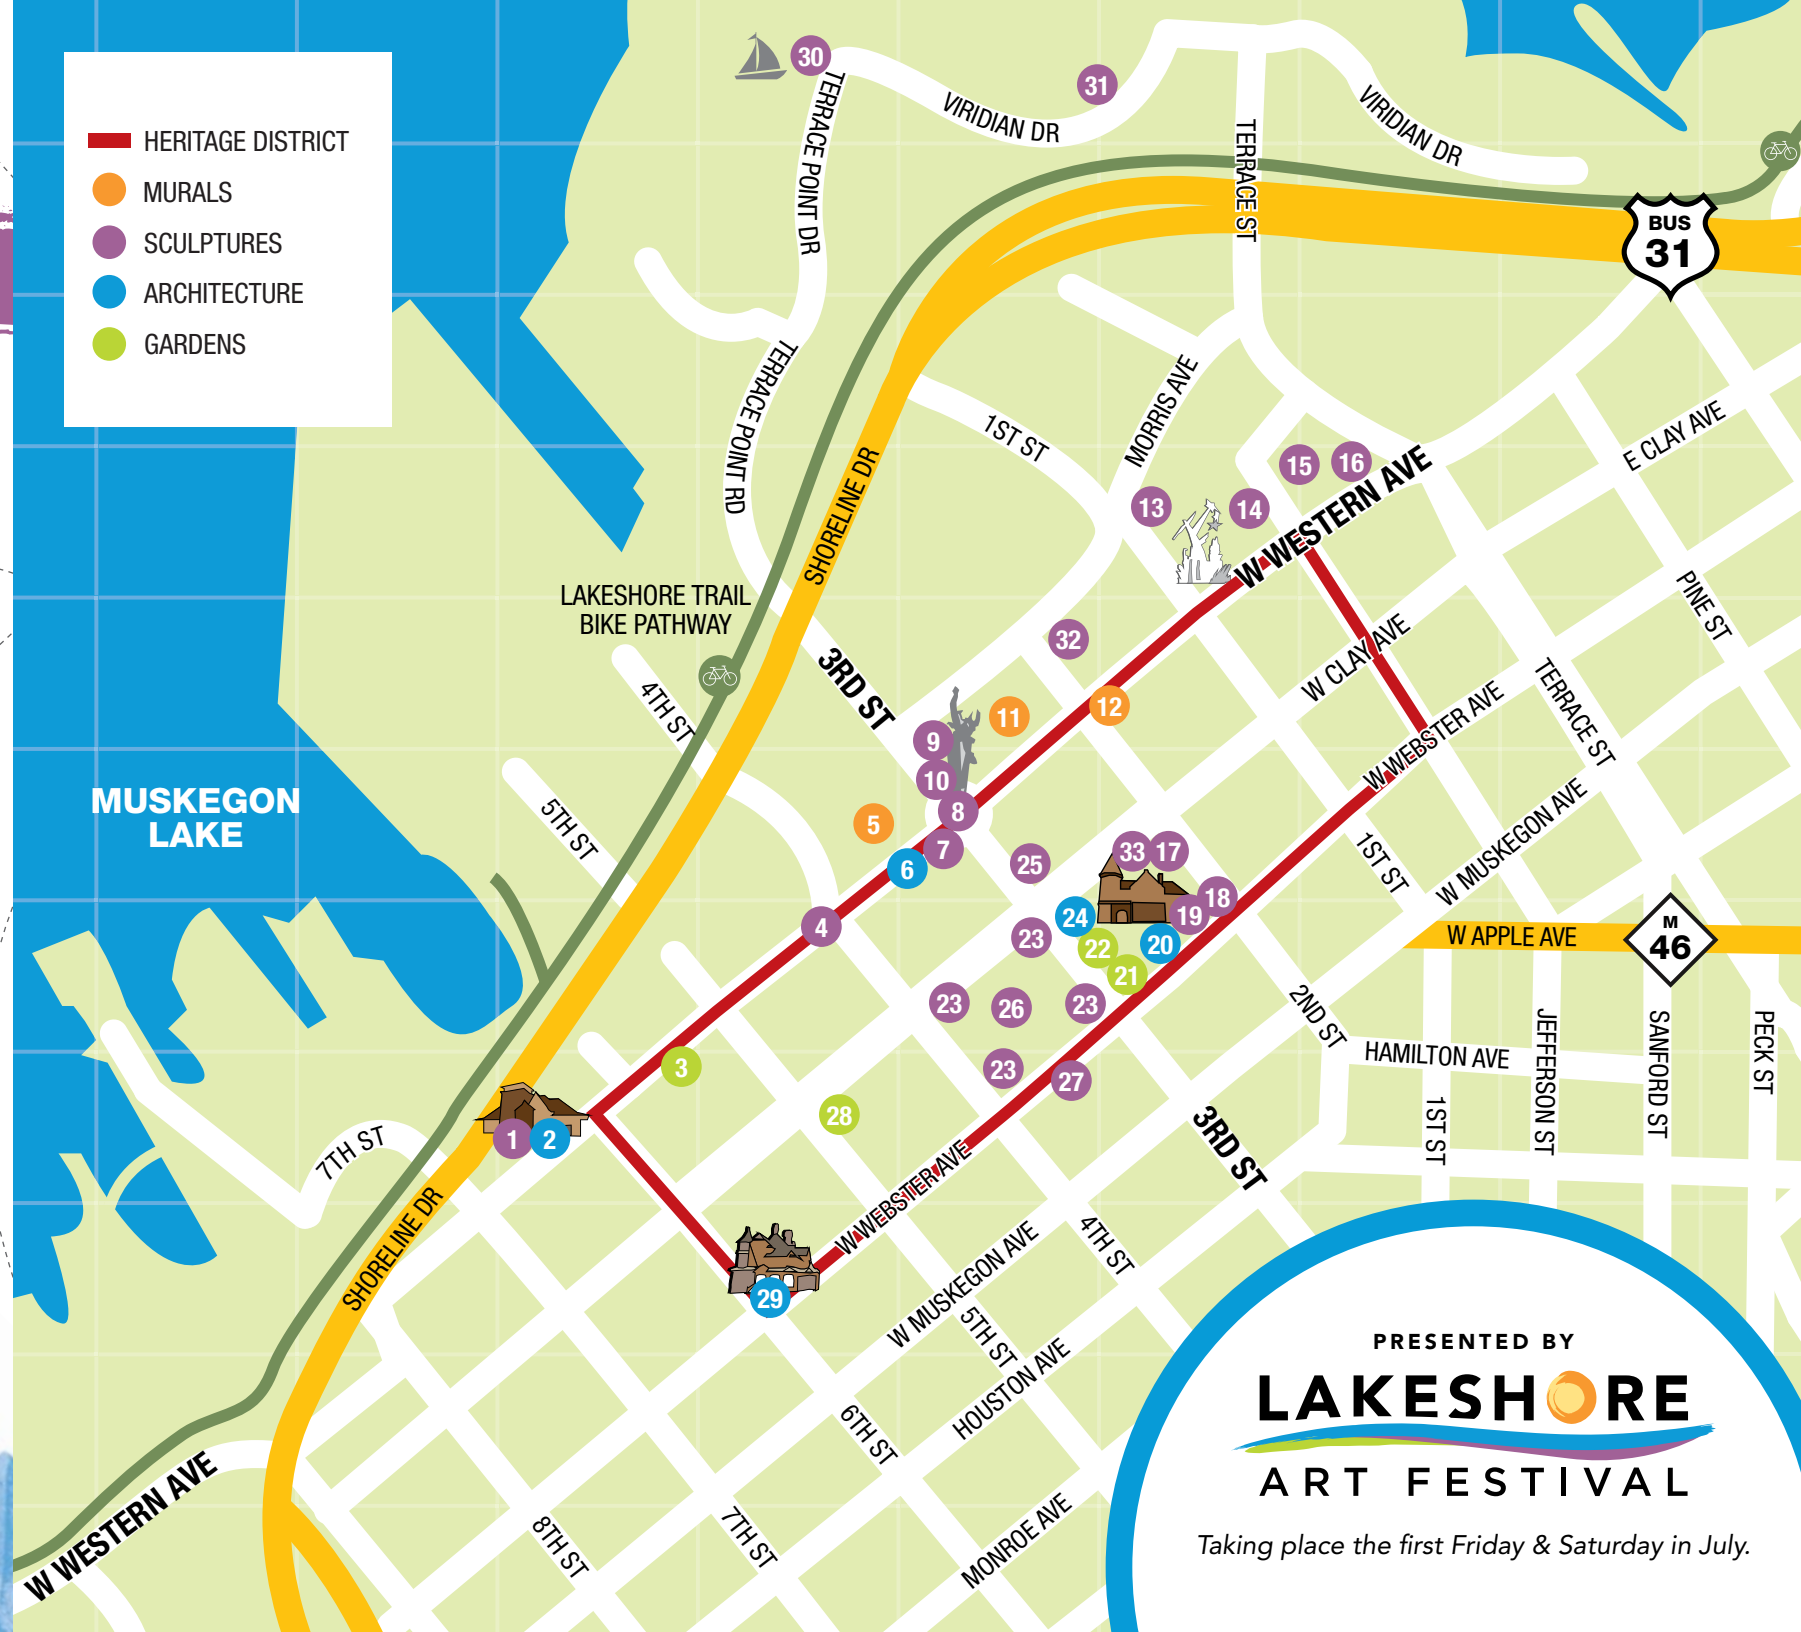 HERITAGE DISTRICT
MURALS
SCULPTURES
ARCHITECTURE
GARDENS
30
31
VIRIDIAN DR
VIRIDIAN DR
TERRACE POINT DR
TERRACE ST
BUS
31
TERRACE POINT RD
1ST ST
MORRIS AVE
E CLAY AVE
SHORELINE DR
15
16
13
14
W WESTERN AVE
LAKESHORE TRAIL
BIKE PATHWAY
PINE ST
32
W CLAY AVE
3RD ST
4TH ST
TERRACE ST
W WEBSTER AVE
11
12
9
10
8
5
7
6
MUSKEGON
LAKE
5TH ST
25
33
17
18
19
24
20
22
21
1ST ST
W MUSKEGON AVE
4
23
W APPLE AVE
M
46
23
26
23
2ND ST
HAMILTON AVE
JEFFERSON ST
SANFORD ST
PECK ST
1ST ST
3
23
27
28
1
2
7TH ST
3RD ST
SHORELINE DR
W WEBSTER AVE
29
W MUSKEGON AVE
4TH ST
5TH ST
HOUSTON AVE
6TH ST
W WESTERN AVE
8TH ST
7TH ST
MONROE AVE
PRESENTED BY
LAKESHORE
ART FESTIVAL
Taking place the first Friday & Saturday in July.